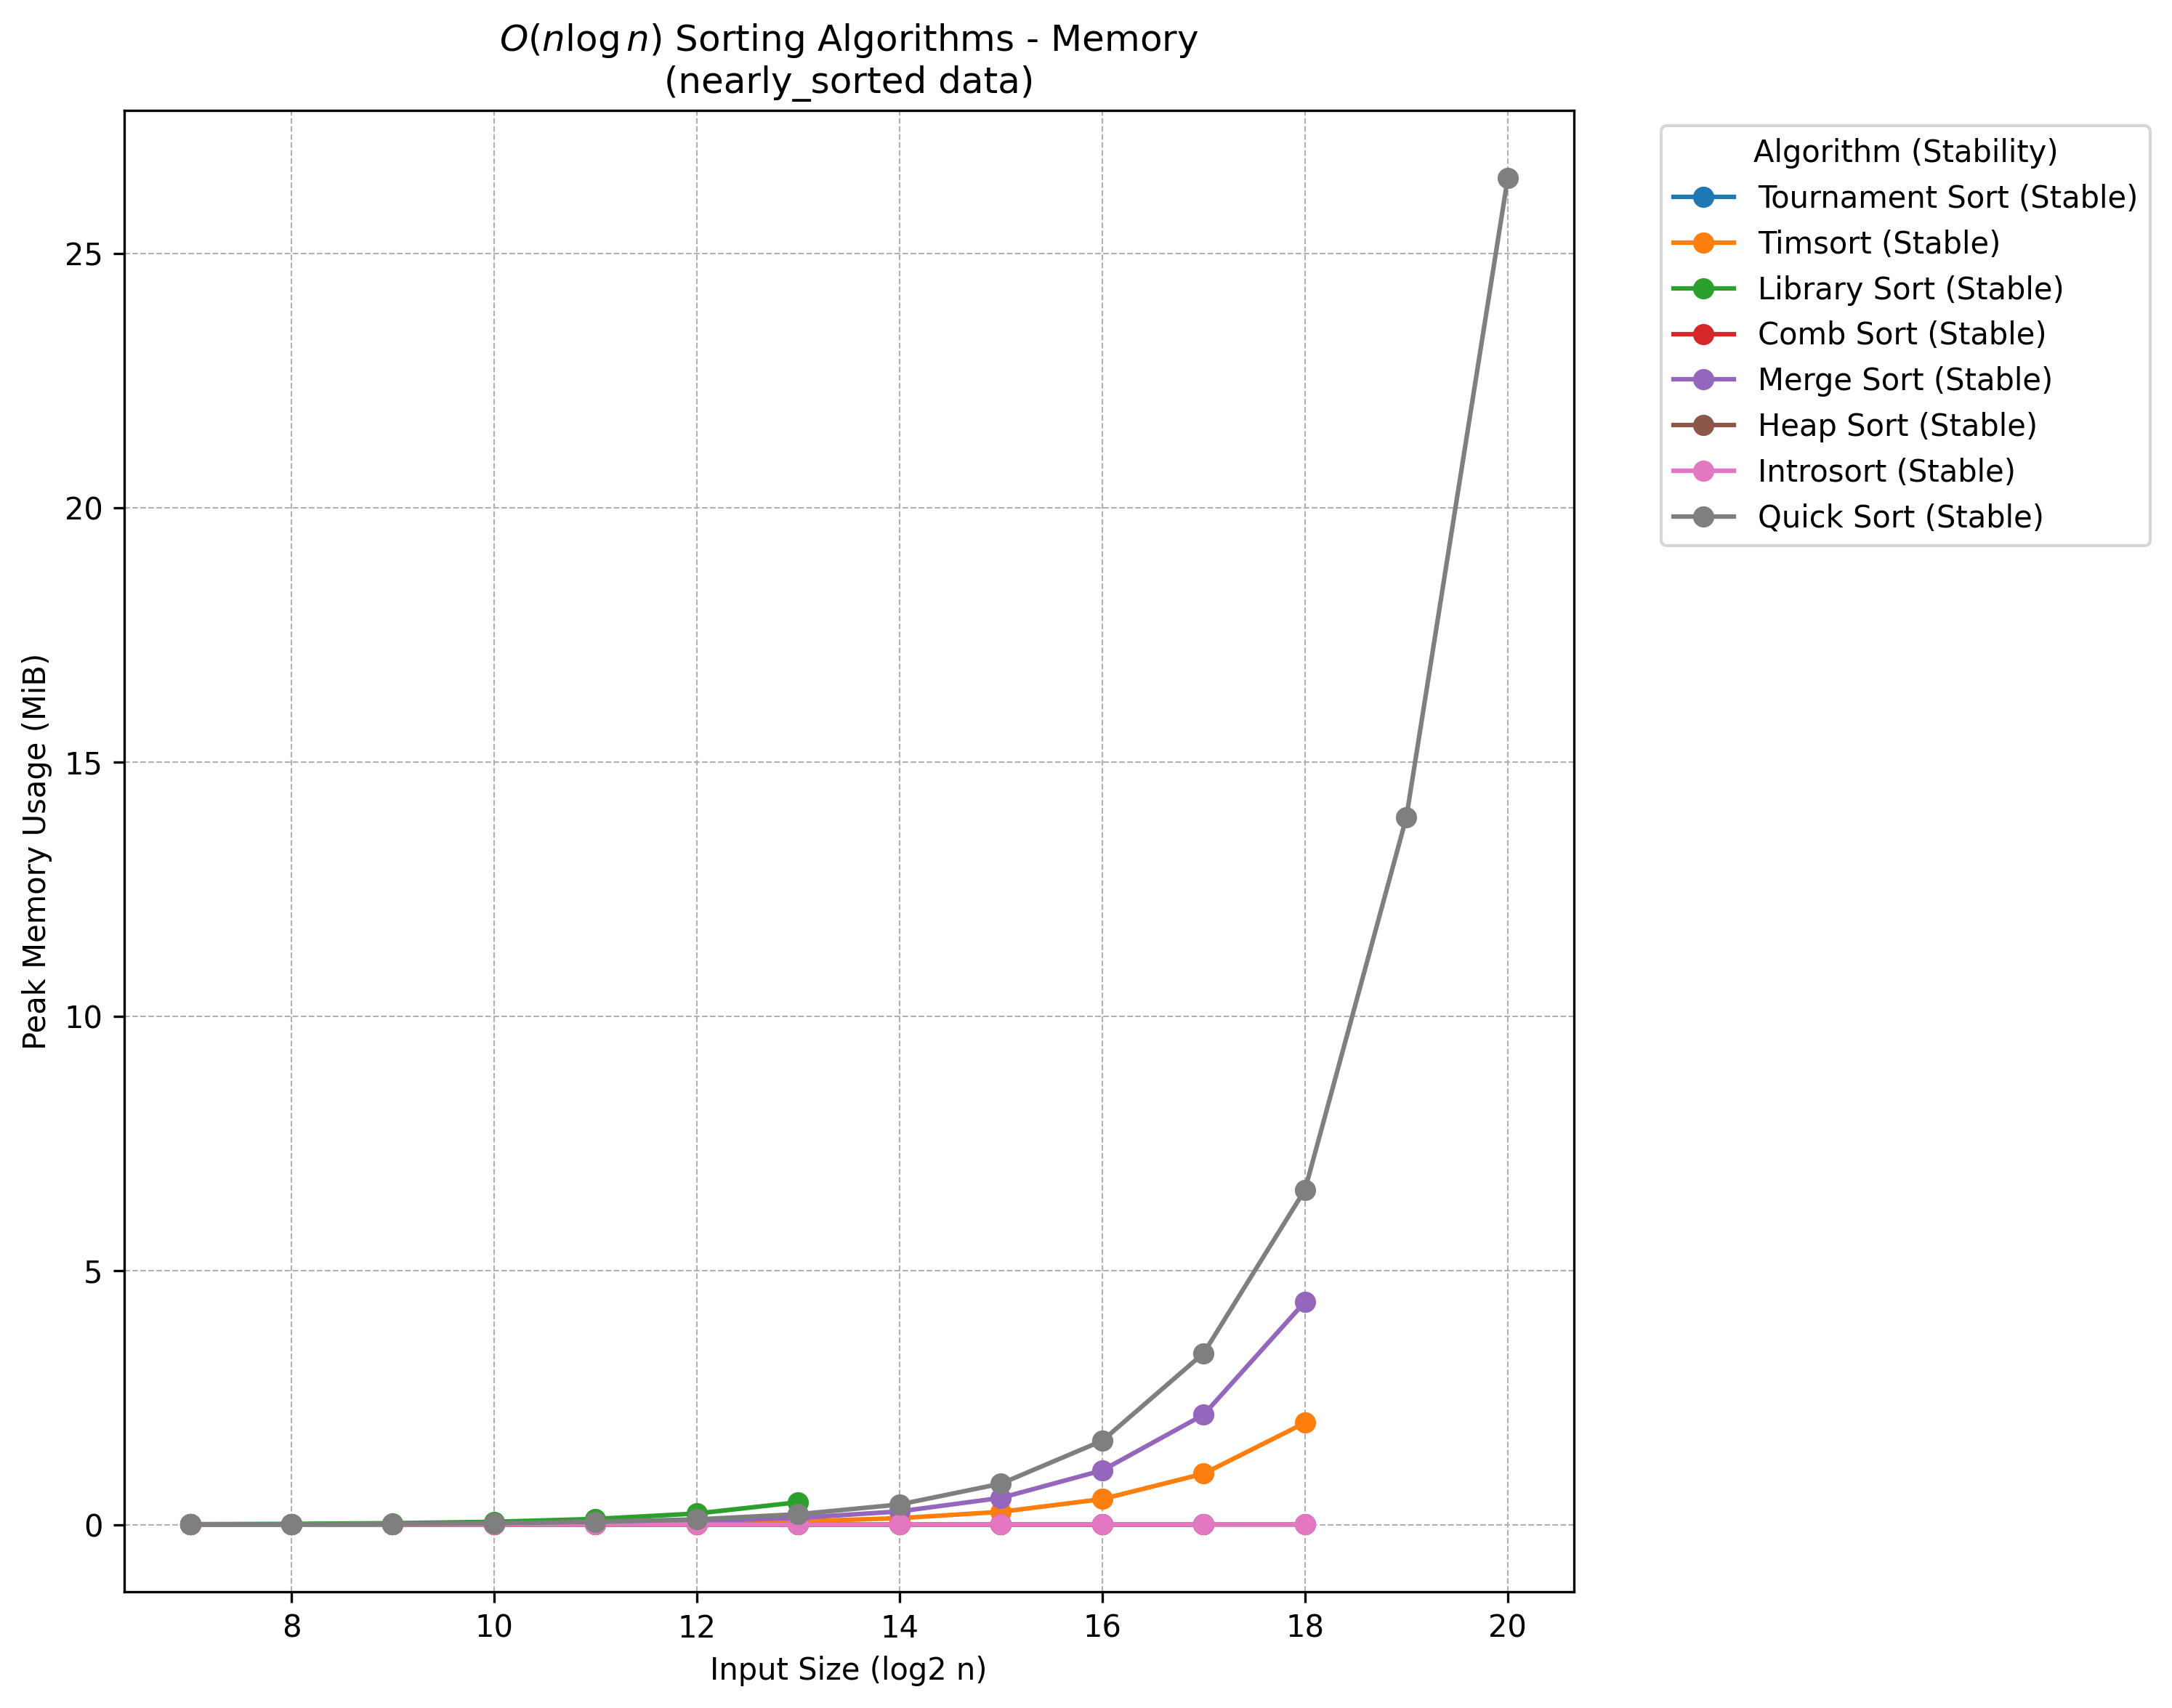 O(n log n) Sorting Algorithms - Memory
(nearly_sorted data)
Peak Memory Usage (MiB)
25
20
15
10
5
0
8 10 12 14 16 18 20
Input Size (log2 n)
Algorithm (Stability)
Tournament Sort (Stable)
Timsort (Stable)
Library Sort (Stable)
Comb Sort (Stable)
Merge Sort (Stable)
Heap Sort (Stable)
Introsort (Stable)
Quick Sort (Stable)